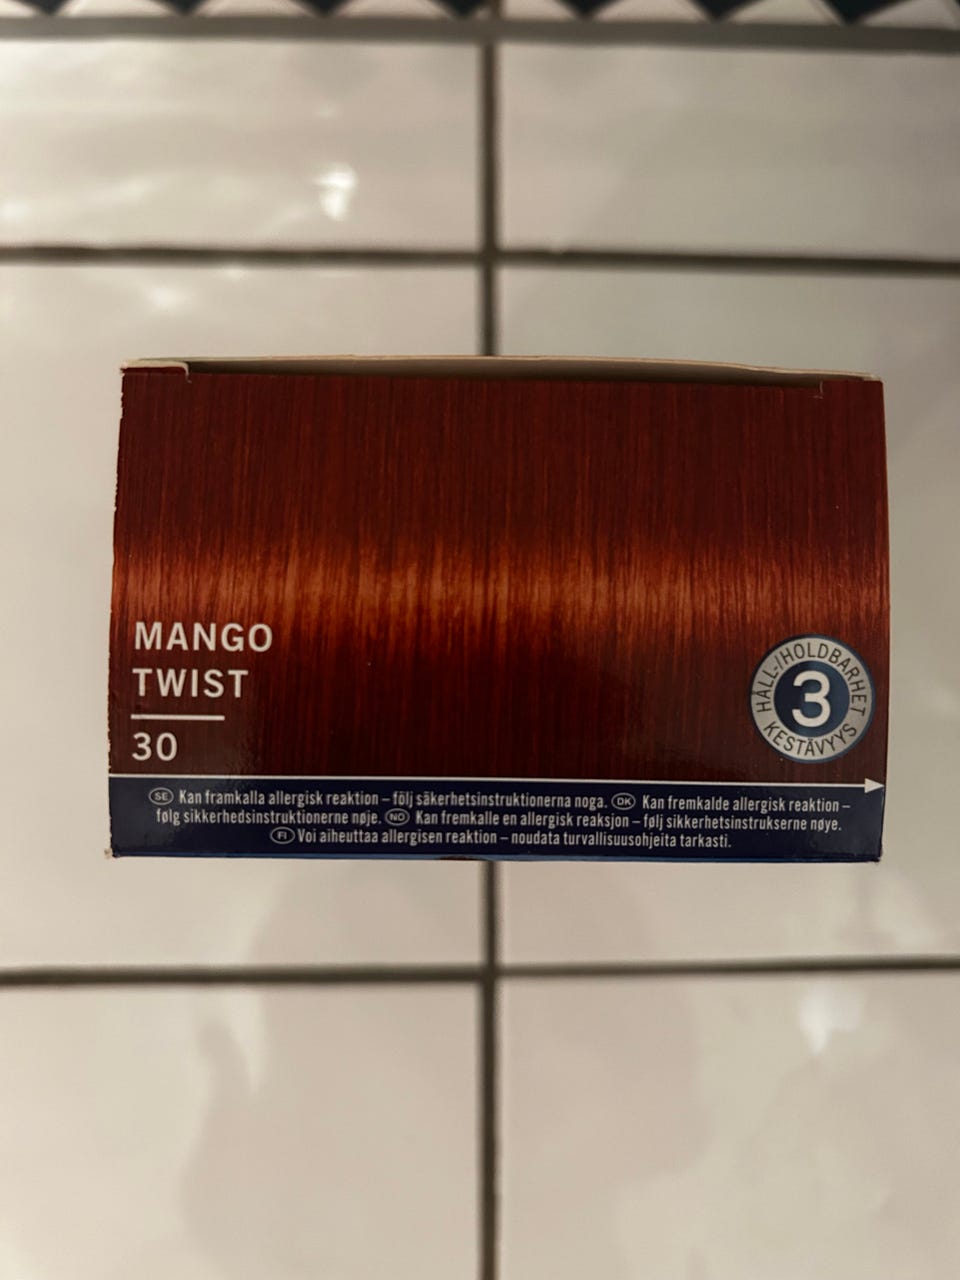 MANGO
TWIST
30
HÅLL-/HOLDBARHET
3
KESTÄVYYS
SE Kan framkalla allergisk reaktion – följ säkerhetsinstruktionerna noga. DK Kan fremkalde allergisk reaktion –
følg sikkerhedsinstruktionerne nøje. NO Kan fremkalle en allergisk reaksjon – følj sikkerhetsinstrukserne nøye.
FI Voi aiheuttaa allergisen reaktion – noudata turvallisuusohjeita tarkasti.